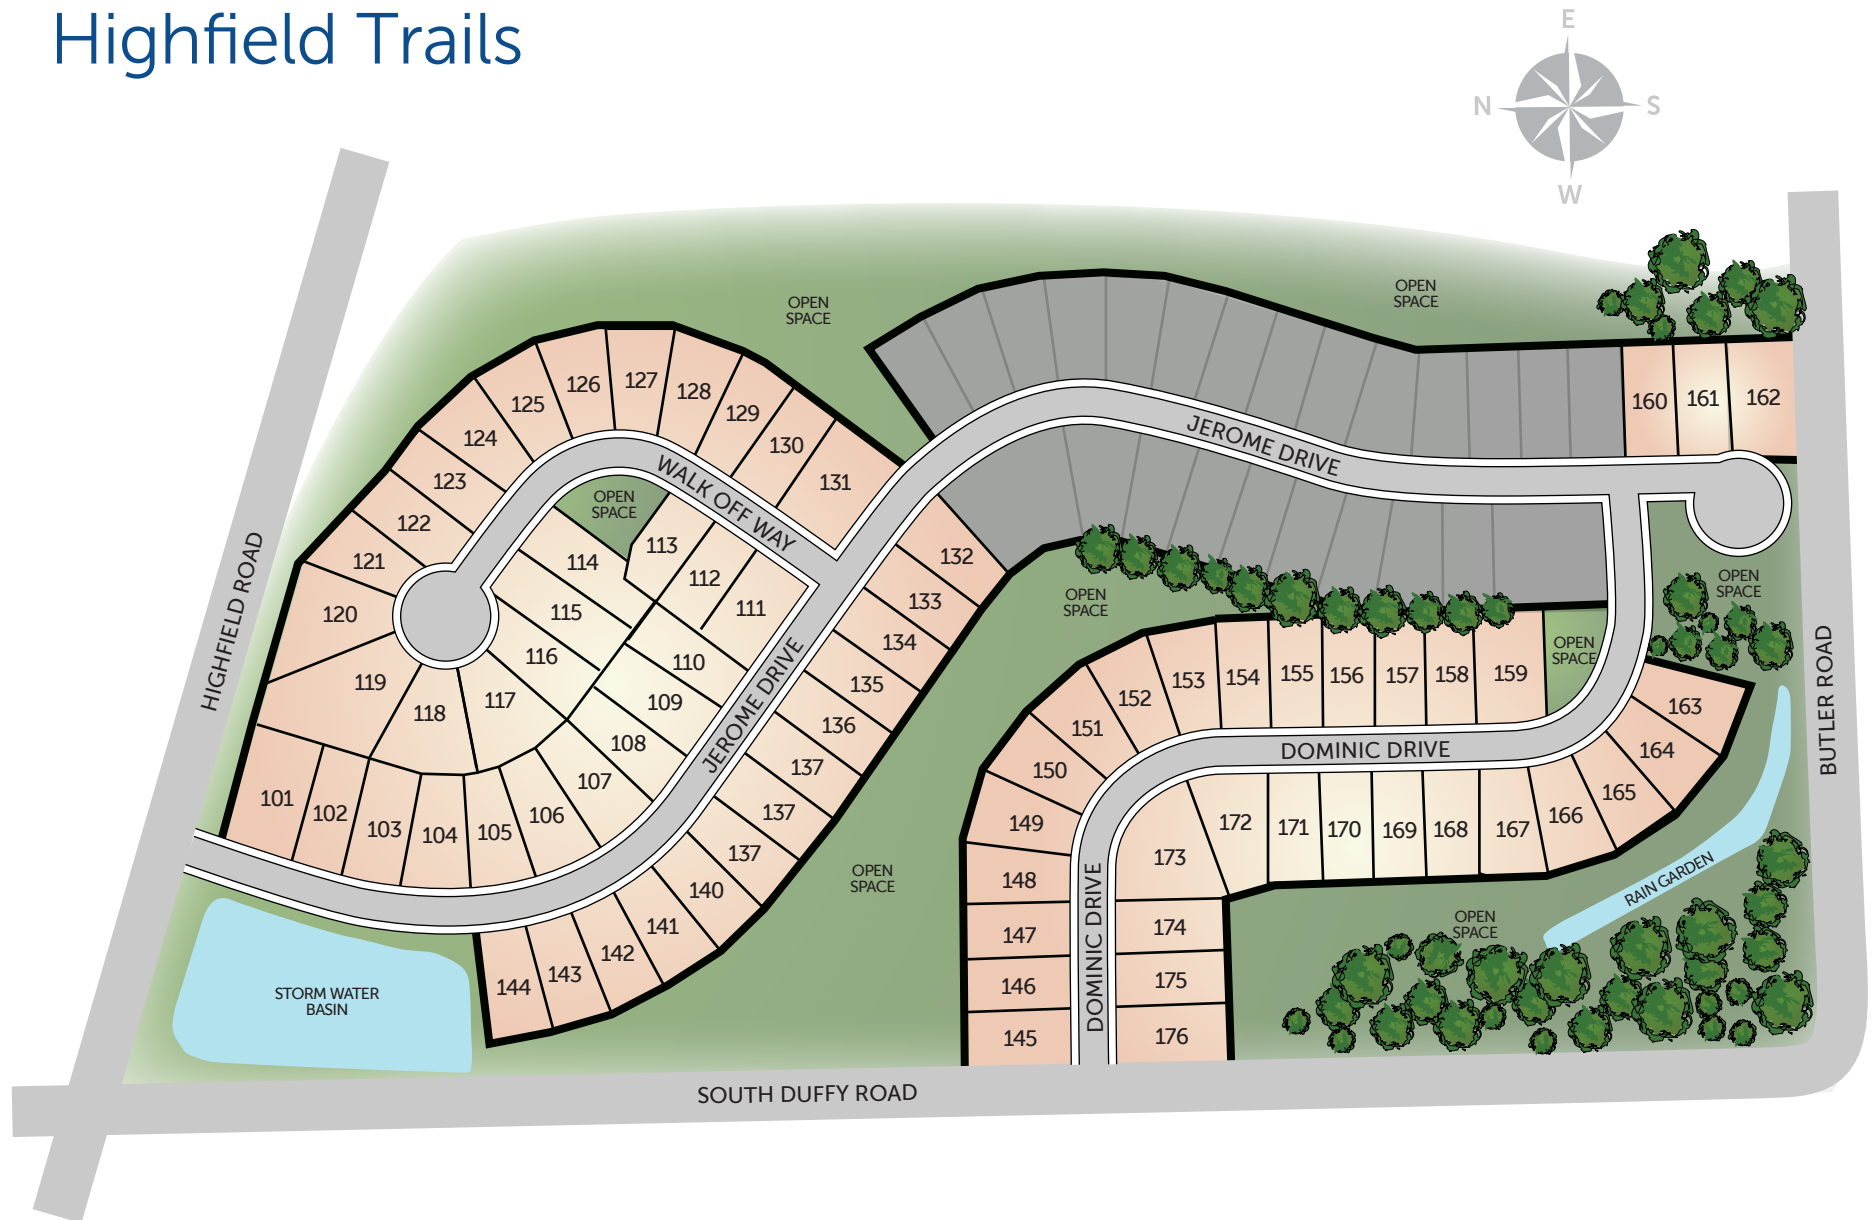 Highfield Trails
E
N
S
W
OPEN
SPACE
OPEN
SPACE
HIGHFIELD ROAD
WALK OFF WAY
JEROME DRIVE
JEROME DRIVE
BUTLER ROAD
OPEN
SPACE
OPEN
SPACE
OPEN
SPACE
OPEN
SPACE
OPEN
SPACE
OPEN
SPACE
DOMINIC DRIVE
DOMINIC DRIVE
RAIN GARDEN
STORM WATER
BASIN
SOUTH DUFFY ROAD
101
102
103
104
105
106
107
108
109
110
111
112
113
114
115
116
117
118
119
120
121
122
123
124
125
126
127
128
129
130
131
132
133
134
135
136
137
137
137
140
141
142
143
144
145
146
147
148
149
150
151
152
153
154
155
156
157
158
159
160
161
162
163
164
165
166
167
168
169
170
171
172
173
174
175
176